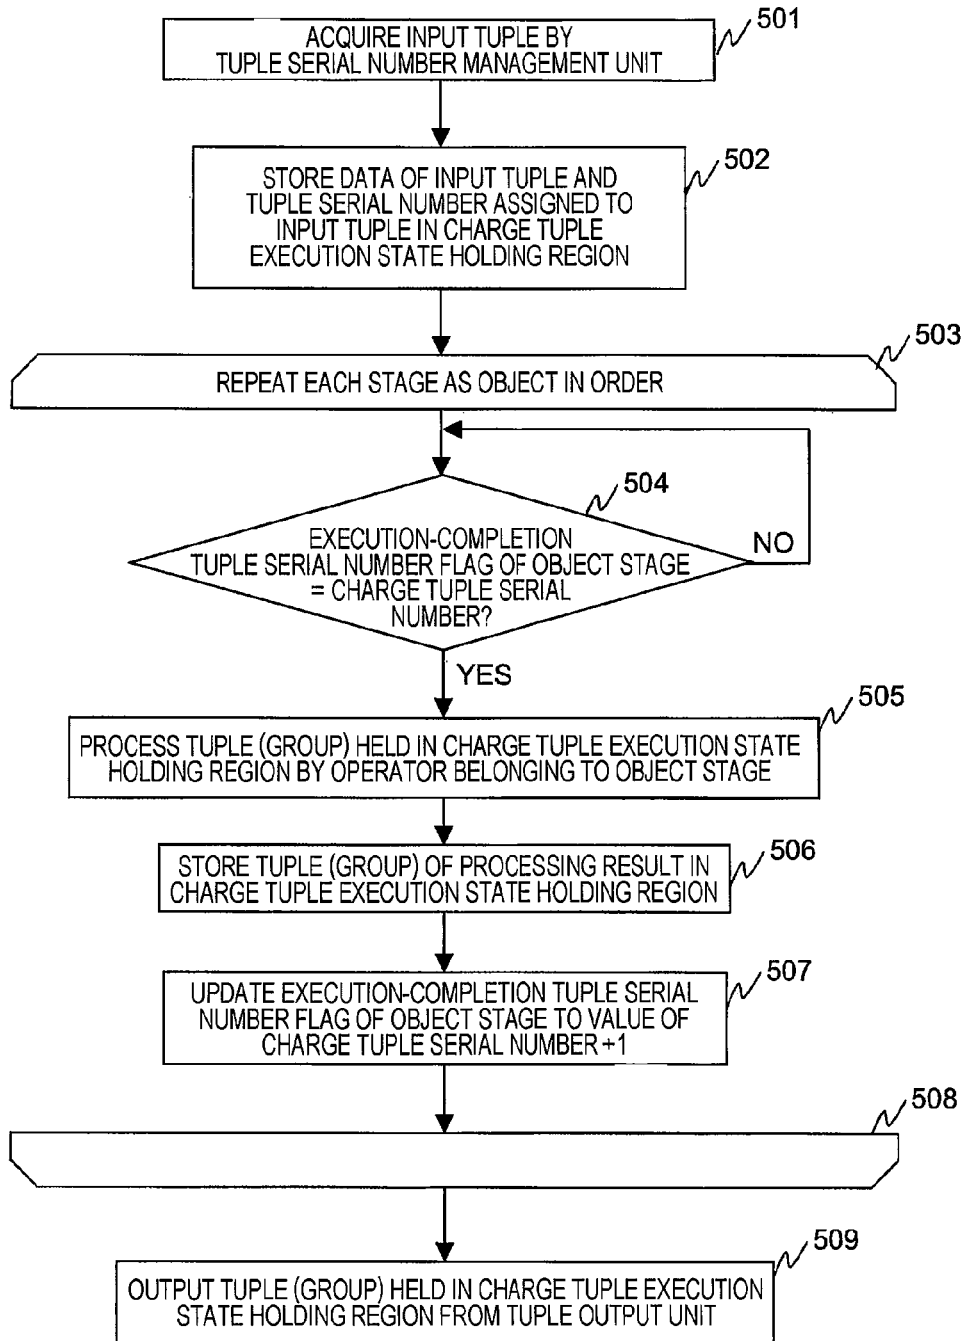 501
ACQUIRE INPUT TUPLE BY
TUPLE SERIAL NUMBER MANAGEMENT UNIT
502
STORE DATA OF INPUT TUPLE AND
TUPLE SERIAL NUMBER ASSIGNED TO
INPUT TUPLE IN CHARGE TUPLE
EXECUTION STATE HOLDING REGION
503
REPEAT EACH STAGE AS OBJECT IN ORDER
504
EXECUTION-COMPLETION
TUPLE SERIAL NUMBER FLAG OF OBJECT STAGE
= CHARGE TUPLE SERIAL
NUMBER?
NO
YES
505
PROCESS TUPLE (GROUP) HELD IN CHARGE TUPLE EXECUTION STATE
HOLDING REGION BY OPERATOR BELONGING TO OBJECT STAGE
506
STORE TUPLE (GROUP) OF PROCESSING RESULT IN
CHARGE TUPLE EXECUTION STATE HOLDING REGION
507
UPDATE EXECUTION-COMPLETION TUPLE SERIAL
NUMBER FLAG OF OBJECT STAGE TO VALUE OF
CHARGE TUPLE SERIAL NUMBER +1
508
509
OUTPUT TUPLE (GROUP) HELD IN CHARGE TUPLE EXECUTION
STATE HOLDING REGION FROM TUPLE OUTPUT UNIT